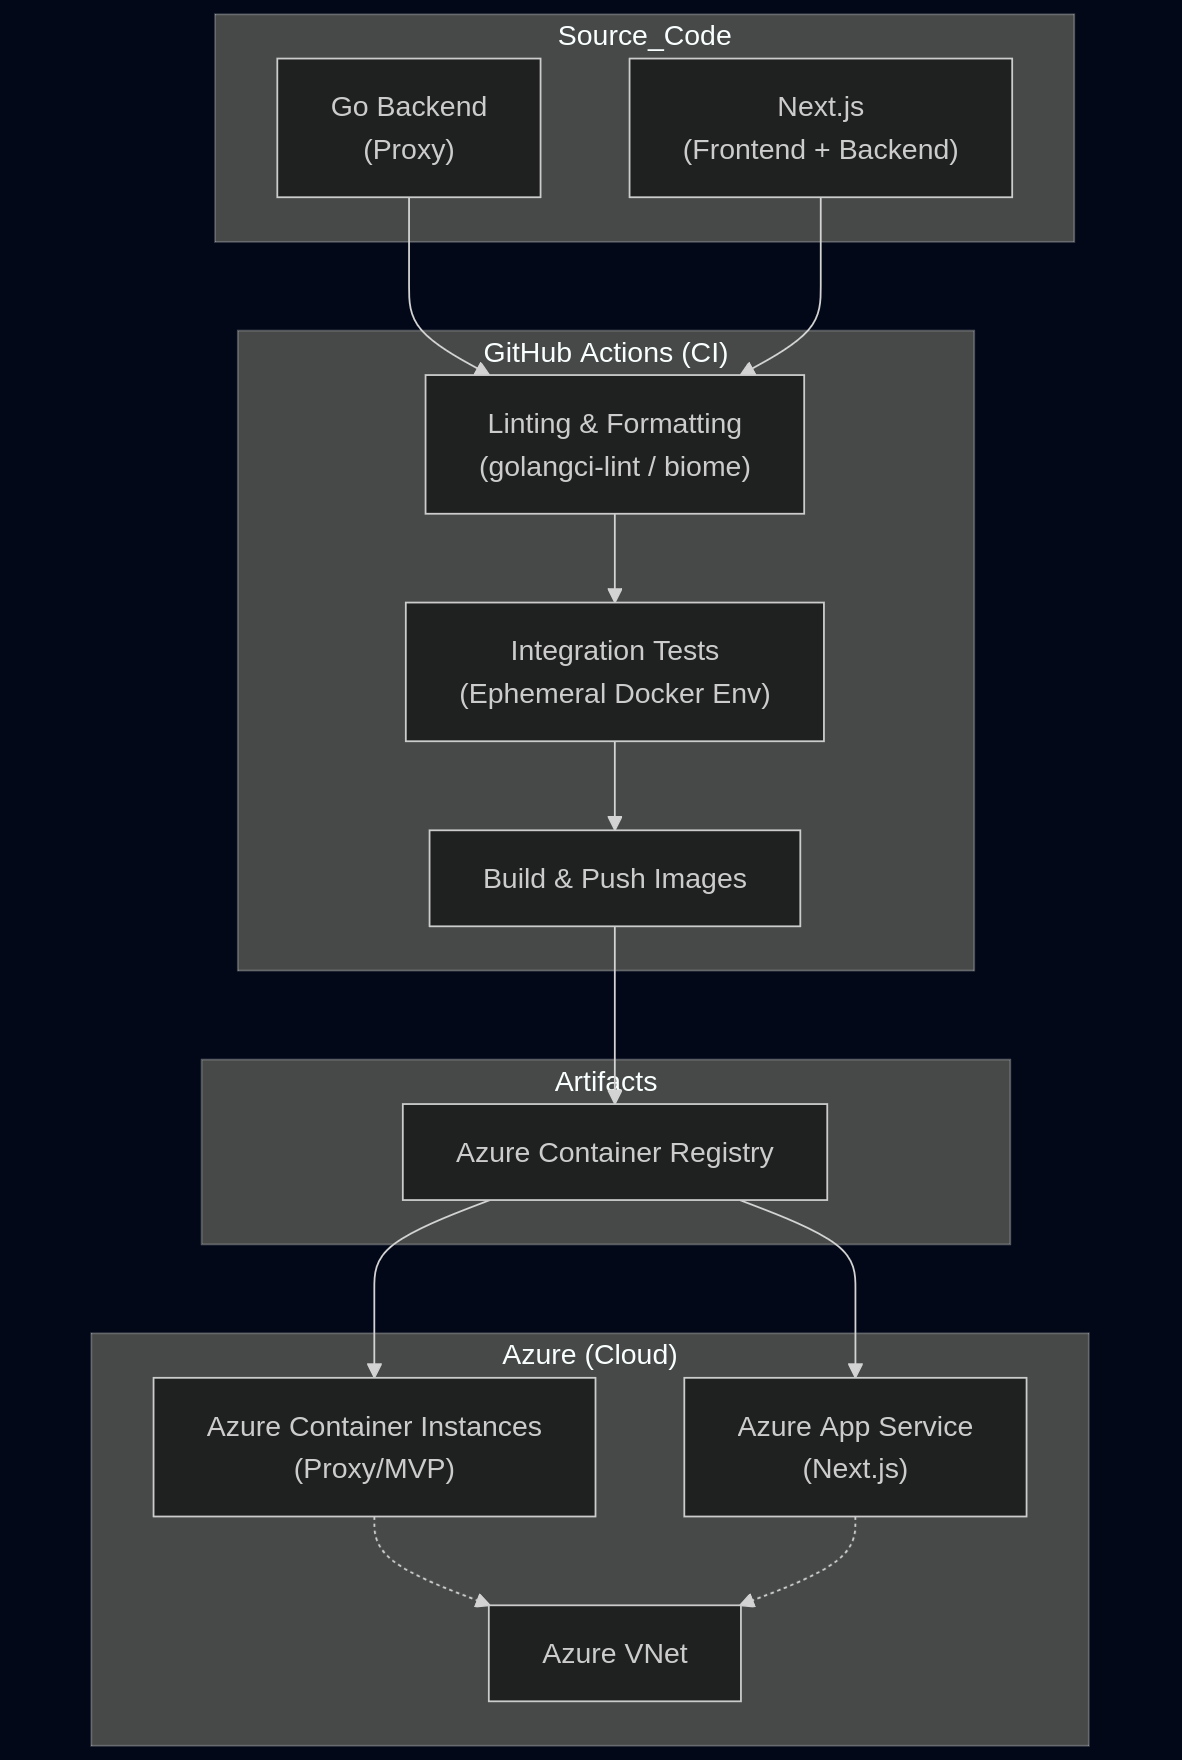 Source_Code
Go Backend
(Proxy)
Next.js
(Frontend + Backend)
GitHub Actions (CI)
Linting & Formatting
(golangci-lint / biome)
Integration Tests
(Ephemeral Docker Env)
Build & Push Images
Artifacts
Azure Container Registry
Azure (Cloud)
Azure Container Instances
(Proxy/MVP)
Azure App Service
(Next.js)
Azure VNet